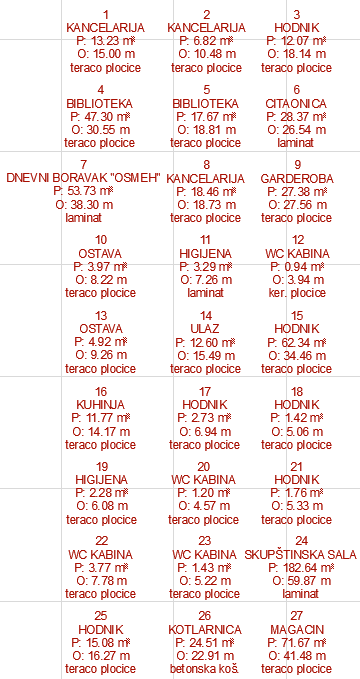 1
KANCELARIJA
P: 13.23 m²
O: 15.00 m
teraco plocice
2
KANCELARIJA
P: 6.82 m²
O: 10.48 m
teraco plocice
3
HODNIK
P: 12.07 m²
O: 18.14 m
teraco plocice
4
BIBLIOTEKA
P: 47.30 m²
O: 30.55 m
teraco plocice
5
BIBLIOTEKA
P: 17.67 m²
O: 18.81 m
teraco plocice
6
CITAONICA
P: 28.37 m²
O: 26.54 m
laminat
7
DNEVNI BORAVAK "OSMEH"
P: 53.73 m²
O: 38.30 m
laminat
8
KANCELARIJA
P: 18.46 m²
O: 18.73 m
teraco plocice
9
GARDEROBA
P: 27.38 m²
O: 27.56 m
teraco plocice
10
OSTAVA
P: 3.97 m²
O: 8.22 m
teraco plocice
11
HIGIJENA
P: 3.29 m²
O: 7.26 m
laminat
12
WC KABINA
P: 0.94 m²
O: 3.94 m
ker. plocice
13
OSTAVA
P: 4.92 m²
O: 9.26 m
teraco plocice
14
ULAZ
P: 12.60 m²
O: 15.49 m
teraco plocice
15
HODNIK
P: 62.34 m²
O: 34.46 m
teraco plocice
16
KUHINJA
P: 11.77 m²
O: 14.17 m
teraco plocice
17
HODNIK
P: 2.73 m²
O: 6.94 m
teraco plocice
18
HODNIK
P: 1.42 m²
O: 5.06 m
teraco plocice
19
HIGIJENA
P: 2.28 m²
O: 6.08 m
teraco plocice
20
WC KABINA
P: 1.20 m²
O: 4.57 m
teraco plocice
21
HODNIK
P: 1.76 m²
O: 5.33 m
teraco plocice
22
WC KABINA
P: 3.77 m²
O: 7.78 m
teraco plocice
23
WC KABINA
P: 1.43 m²
O: 5.22 m
teraco plocice
24
SKUPŠTINSKA SALA
P: 182.64 m²
O: 59.87 m
laminat
25
HODNIK
P: 15.08 m²
O: 16.27 m
teraco plocice
26
KOTLARNICA
P: 24.51 m²
O: 22.91 m
betonska koš.
27
MAGACIN
P: 71.67 m²
O: 41.48 m
teraco plocice